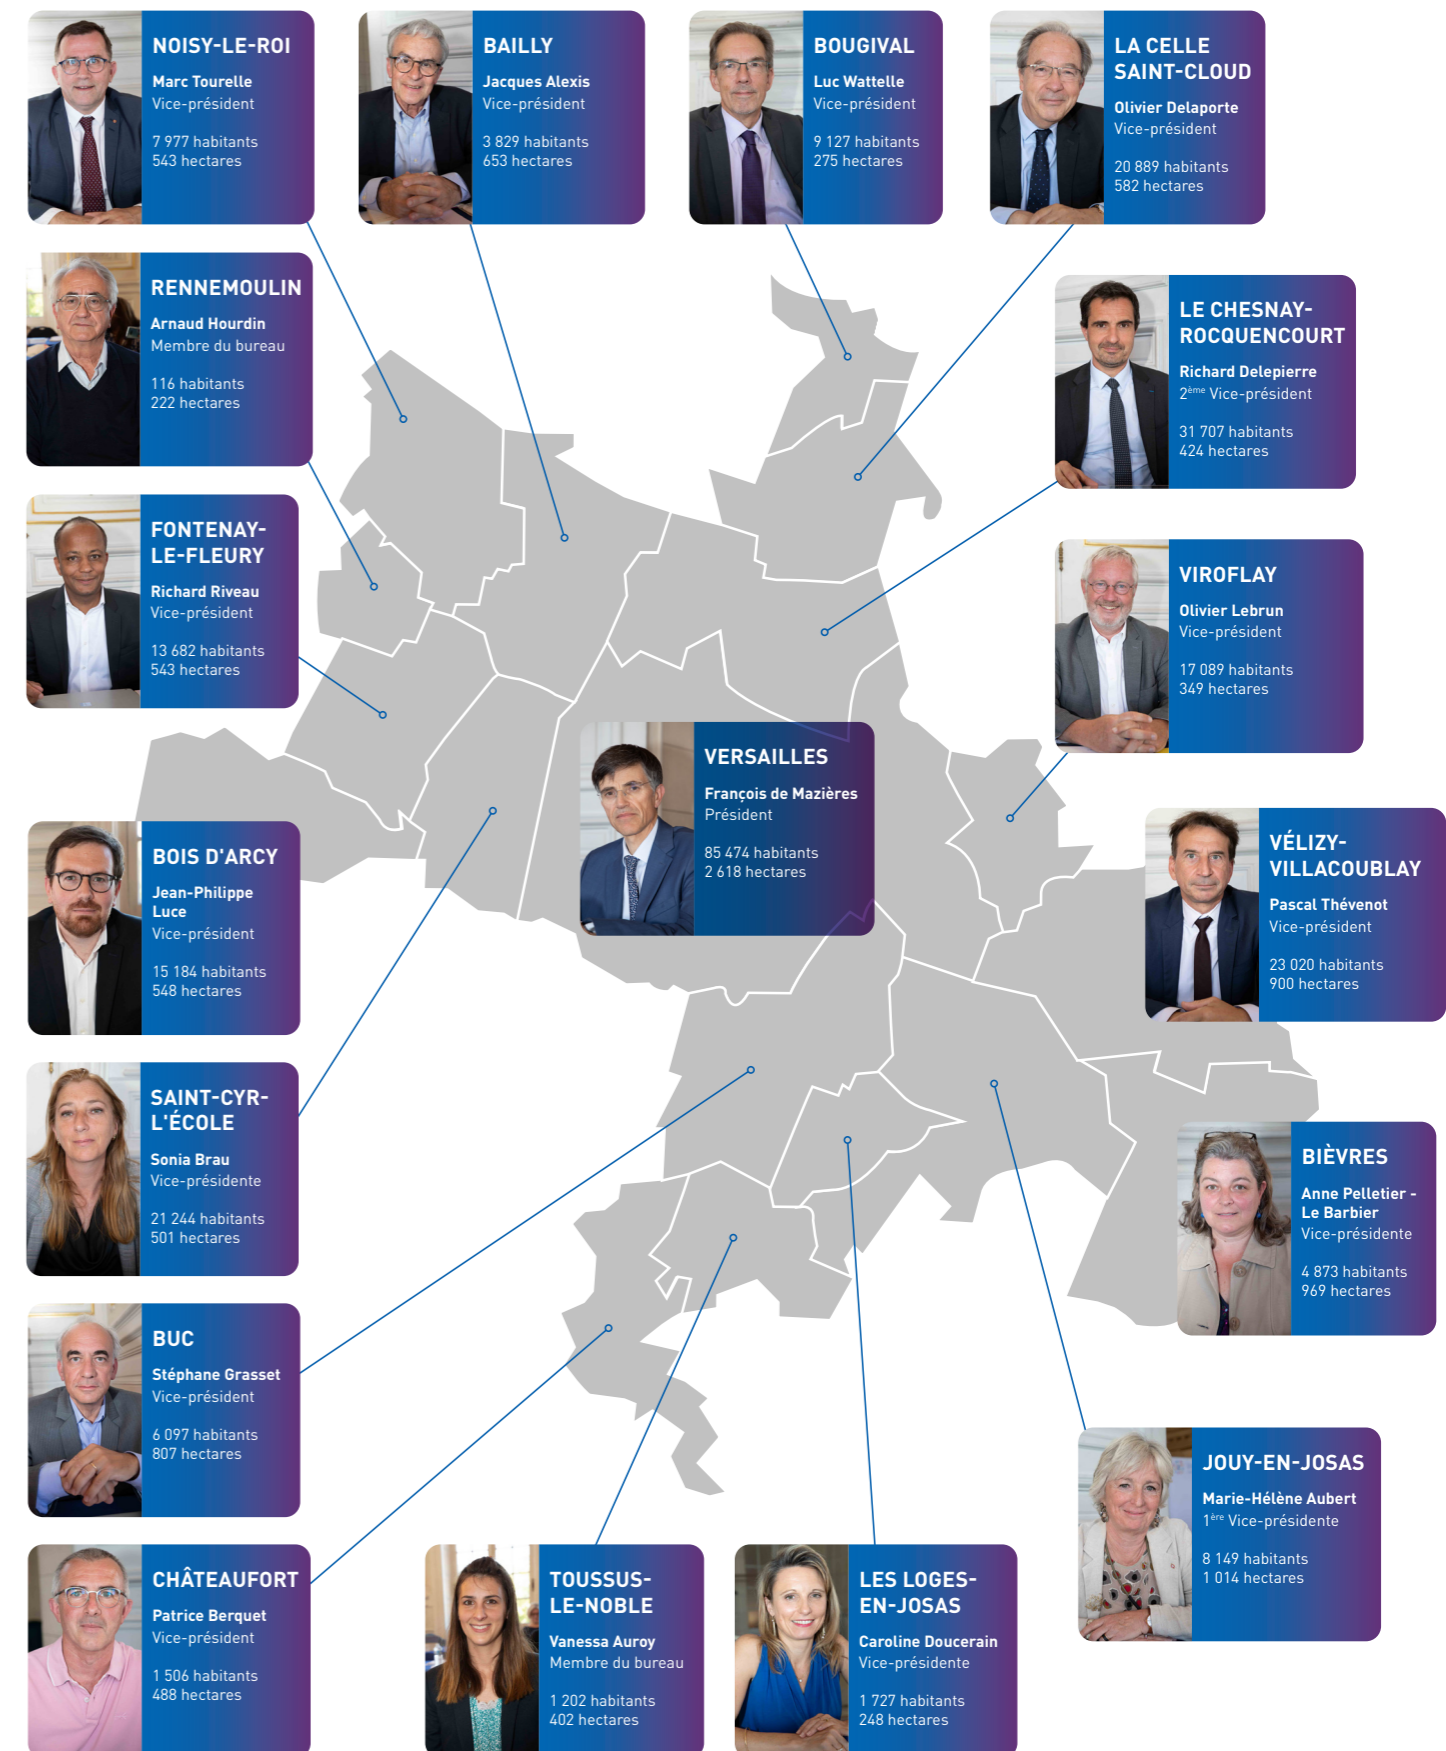 NOISY-LE-ROI
Marc Tourelle
Vice-président
7 977 habitants
543 hectares
BAILLY
Jacques Alexis
Vice-président
3 829 habitants
653 hectares
BOUGIVAL
Luc Wattelle
Vice-président
9 127 habitants
275 hectares
LA CELLE
SAINT-CLOUD
Olivier Delaporte
Vice-président
20 889 habitants
582 hectares
RENNEMOULIN
Arnaud Hourdin
Membre du bureau
116 habitants
222 hectares
LE CHESNAY-
ROCQUENCOURT
Richard Delepierre
2ème Vice-président
31 707 habitants
424 hectares
FONTENAY-
LE-FLEURY
Richard Riveau
Vice-président
13 682 habitants
543 hectares
VIROFLAY
Olivier Lebrun
Vice-président
17 089 habitants
349 hectares
VERSAILLES
François de Mazières
Président
85 474 habitants
2 618 hectares
BOIS D'ARCY
Jean-Philippe
Luce
Vice-président
15 184 habitants
548 hectares
VÉLIZY-
VILLACOUBLAY
Pascal Thévenot
Vice-président
23 020 habitants
900 hectares
SAINT-CYR-
L'ÉCOLE
Sonia Brau
Vice-présidente
21 244 habitants
501 hectares
BIÈVRES
Anne Pelletier -
Le Barbier
Vice-présidente
4 873 habitants
969 hectares
BUC
Stéphane Grasset
Vice-président
6 097 habitants
807 hectares
JOUY-EN-JOSAS
Marie-Hélène Aubert
1ère Vice-présidente
8 149 habitants
1 014 hectares
CHÂTEAUFORT
Patrice Berquet
Vice-président
1 506 habitants
488 hectares
TOUSSUS-
LE-NOBLE
Vanessa Auroy
Membre du bureau
1 202 habitants
402 hectares
LES LOGES-
EN-JOSAS
Caroline Doucerain
Vice-présidente
1 727 habitants
248 hectares